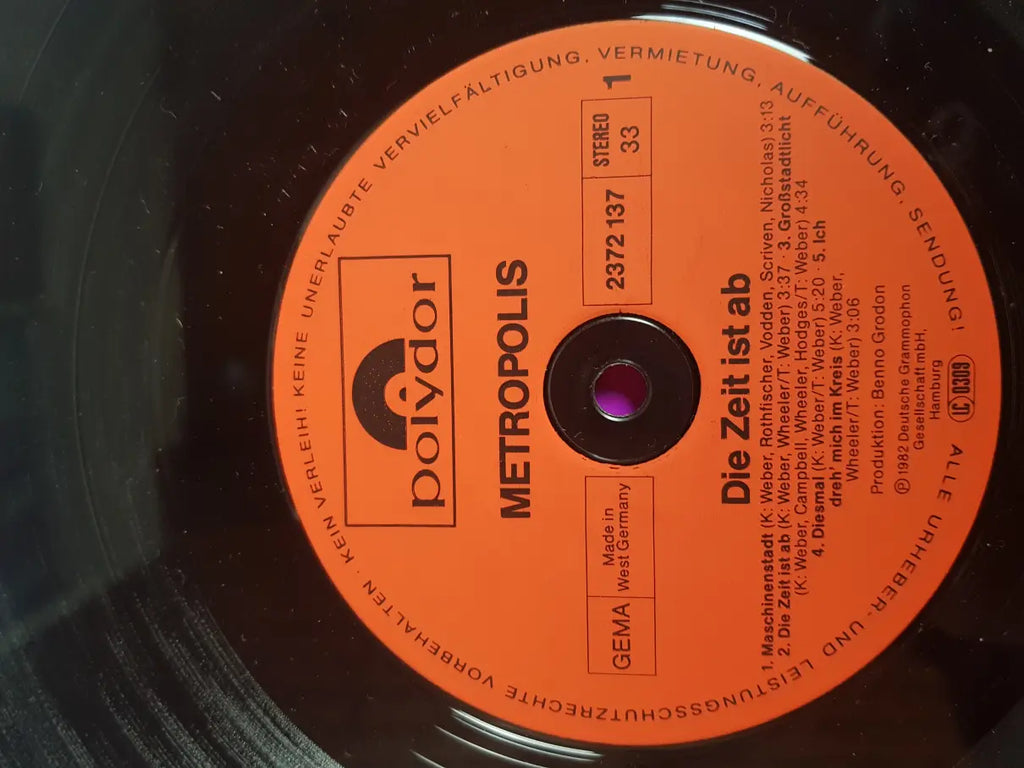 ALLE URHEBER- UND LEISTUNGSSCHUTZRECHTE VORBEHALTEN · KEIN VERLEIH! KEINE UNERLAUBTE VERVIELFÄLTIGUNG, VERMIETUNG, AUFFÜHRUNG, SENDUNG!
polydor
METROPOLIS
GEMA
Made in
West Germany
2372 137
STEREO
33
1
Die Zeit ist ab
1. Maschinenstadt (K: Weber, Rothfischer, Vodden, Scriven, Nicholas) 3:13
2. Die Zeit ist ab (K: Weber, Wheeler/T: Weber) 3:37 · 3. Großstadtlicht
(K: Weber, Campbell, Wheeler, Hodges/T: Weber) 4:34
4. Diesmal (K: Weber/T: Weber) 5:20 · 5. Ich
dreh' mich im Kreis (K: Weber,
Wheeler/T: Weber) 3:06
Produktion: Benno Grodon
Ⓟ 1982 Deutsche Grammophon
Gesellschaft mbH,
Hamburg
LC 0309